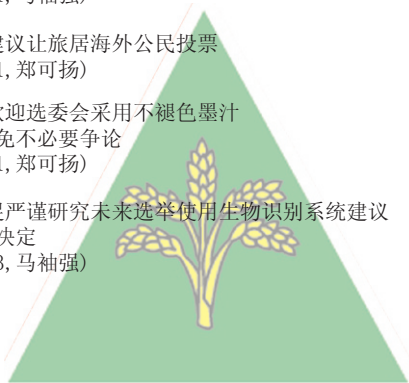 马袖强)
建议让旅居海外公民投票
郑可扬)
欢迎选委会采用不褪色墨汁
免不必要争论
郑可扬)
严谨研究未来选举使用生物识别系统建议
决定
马袖强)